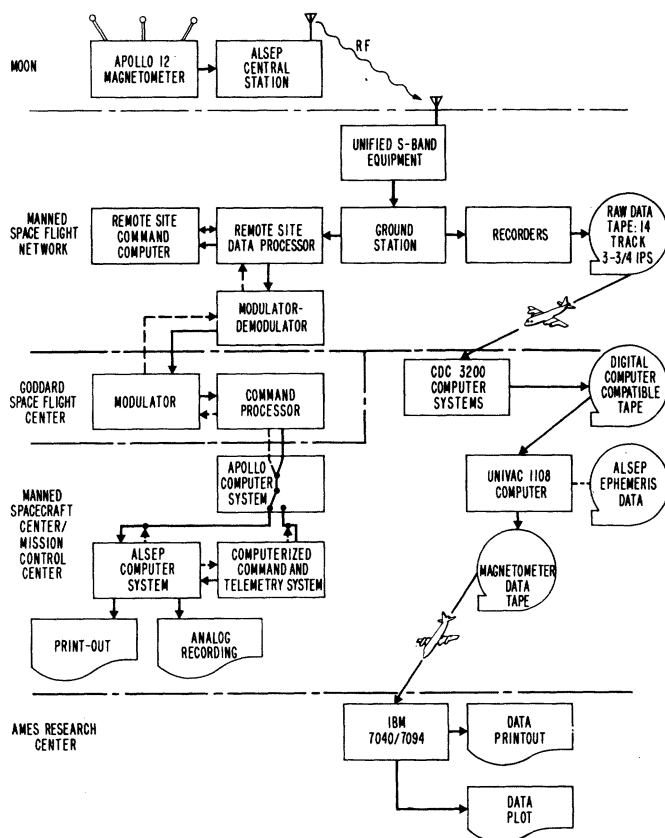 MOON
APOLLO 12
MAGNETOMETER
ALSEP
CENTRAL
STATION
RF
UNIFIED S-BAND
EQUIPMENT
MANNED
SPACE FLIGHT
NETWORK
REMOTE SITE
COMMAND
COMPUTER
REMOTE SITE
DATA
PROCESSOR
GROUND
STATION
RECORDERS
RAW DATA
TAPE: 14
TRACK
3-3/4 IPS
MODULATOR-
DEMODULATOR
GODDARD
SPACE FLIGHT
CENTER
MODULATOR
COMMAND
PROCESSOR
CDC 3200
COMPUTER
SYSTEMS
DIGITAL
COMPUTER
COMPATIBLE
TAPE
APOLLO
COMPUTER
SYSTEM
UNIVAC 1108
COMPUTER
ALSEP
EPHEMERIS
DATA
MANNED
SPACECRAFT
CENTER/
MISSION
CONTROL
CENTER
ALSEP
COMPUTER
SYSTEM
COMPUTERIZED
COMMAND AND
TELEMETRY SYSTEM
MAGNETOMETER
DATA
TAPE
PRINT-OUT
ANALOG
RECORDING
AMES RESEARCH
CENTER
IBM
7040/7094
DATA
PRINTOUT
DATA
PLOT